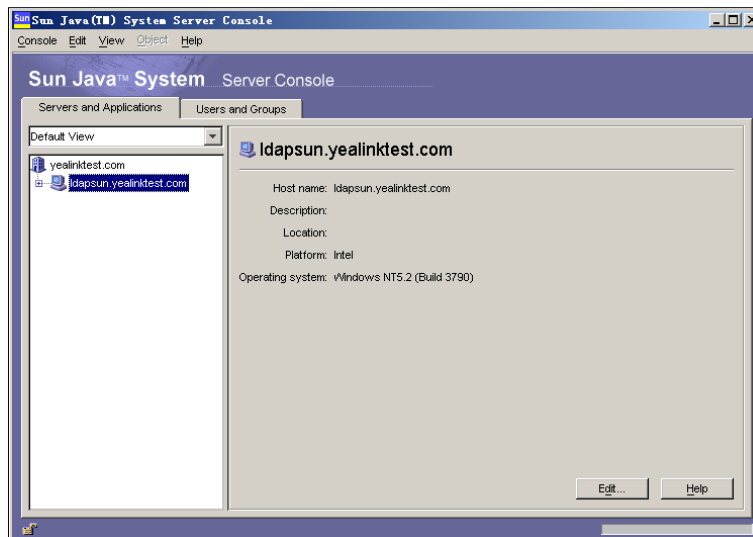 Sun Sun Java(TM) System Server Console
Console Edit View Object Help
Sun Java™ System Server Console
Servers and Applications Users and Groups
Default View
yealinktest.com
ldapsun.yealinktest.com
ldapsun.yealinktest.com
Host name: ldapsun.yealinktest.com
Description:
Location:
Platform: Intel
Operating system: Windows NT5.2 (Build 3790)
Edit... Help